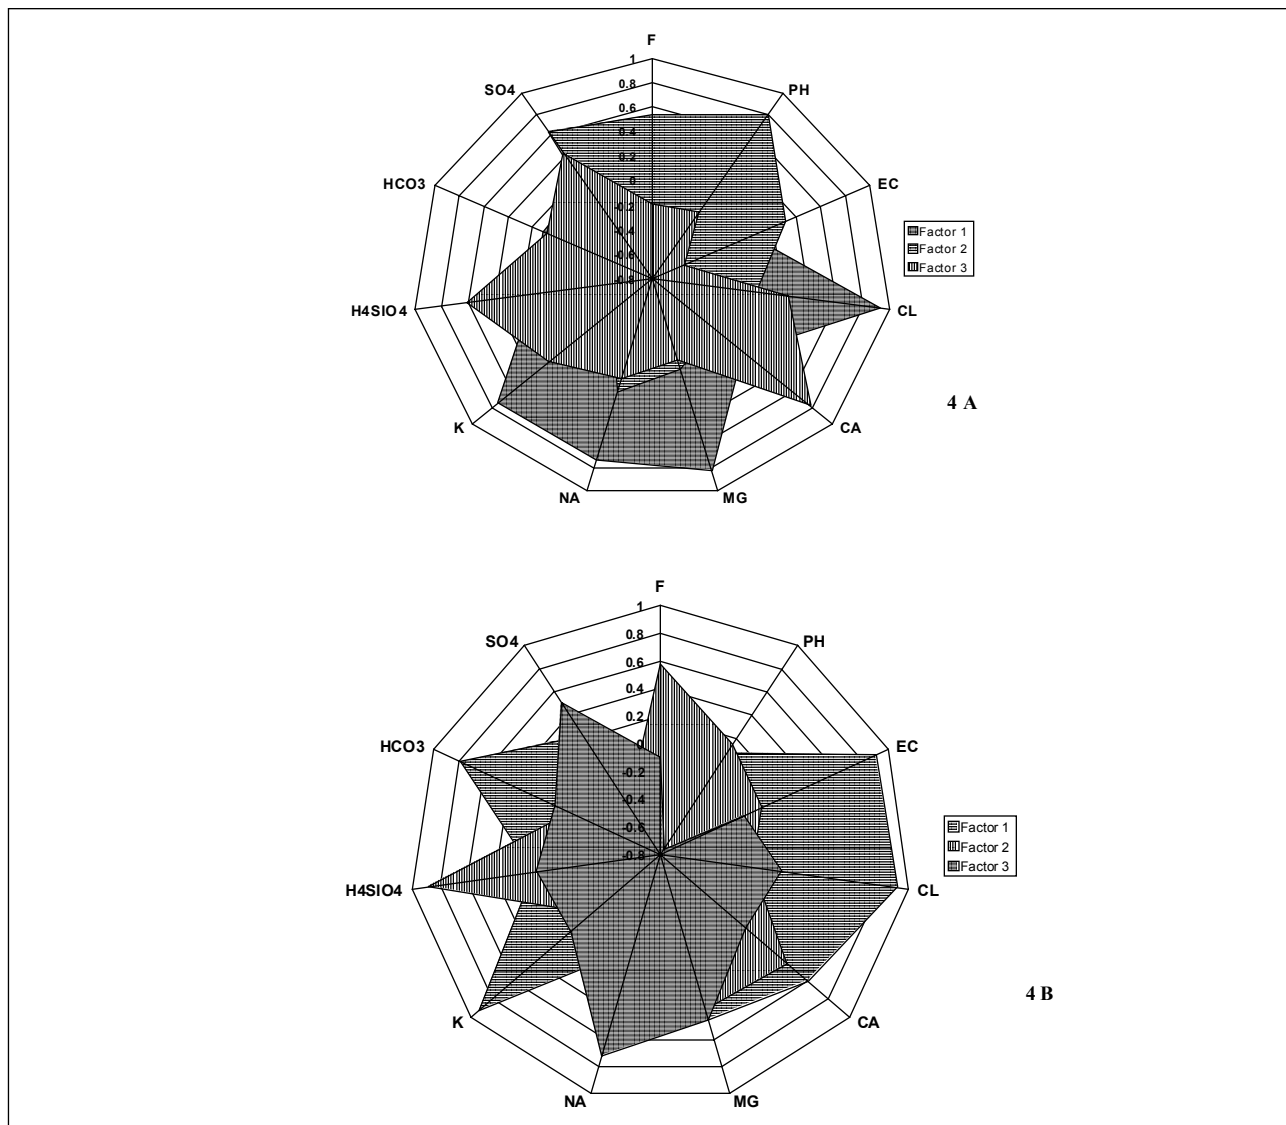 F
1
SO4
PH
0.8
0.6
0.4
0.2
HCO3
0
EC
-0.2
-0.4
-0.6
-0.8
Factor 1
Factor 2
Factor 3
H4SIO4
CL
K
CA
4 A
NA
MG
F
1
SO4
PH
0.8
0.6
0.4
0.2
HCO3
0
EC
-0.2
-0.4
-0.6
-0.8
Factor 1
Factor 2
Factor 3
H4SIO4
CL
4 B
K
CA
NA
MG